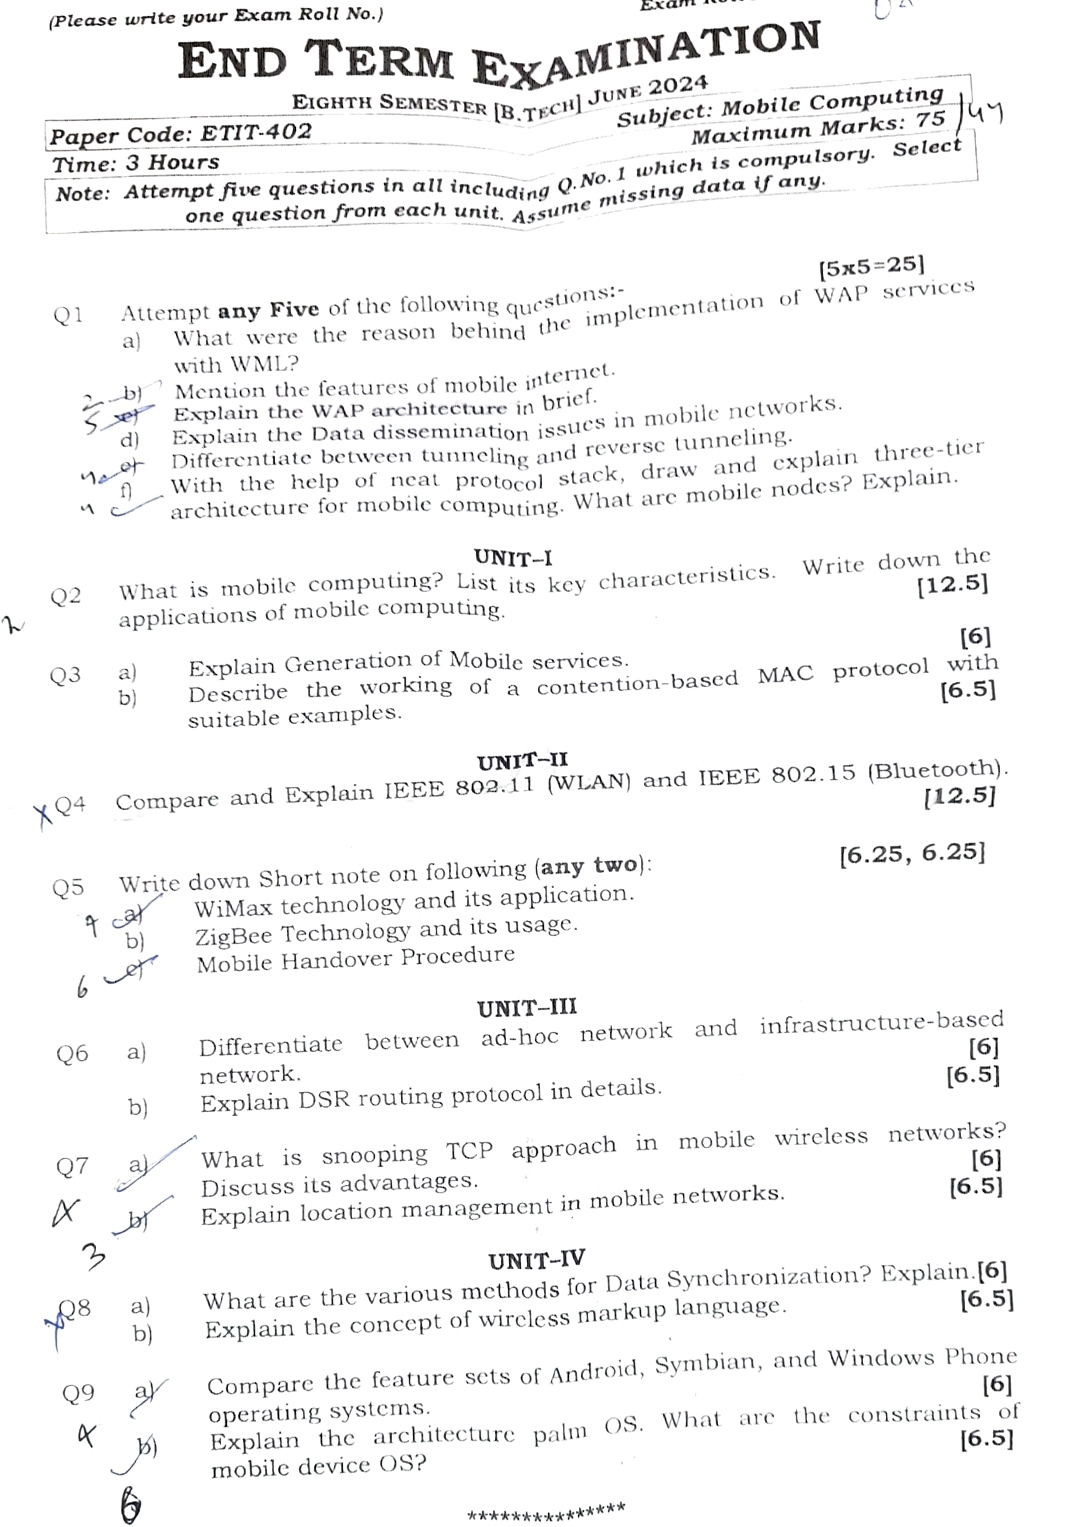 (Please write your Exam Roll No.)
Exam
END TERM EXAMINATION
EIGHTH SEMESTER [B.TECH] JUNE 2024
Paper Code: ETIT-402
Subject: Mobile Computing
Time: 3 Hours
Maximum Marks: 75
Note: Attempt five questions in all including Q.No.1 which is compulsory. Select
one question from each unit. Assume missing data if any.
[5x5=25]
Q1 Attempt any Five of the following questions:-
a) What were the reason behind the implementation of WAP services
with WML?
2 b) Mention the features of mobile internet.
5 c) Explain the WAP architecture in brief.
d) Explain the Data dissemination issues in mobile networks.
e) Differentiate between tunneling and reverse tunneling.
f) With the help of neat protocol stack, draw and explain three-tier
architecture for mobile computing. What are mobile nodes? Explain.
UNIT-I
Q2 What is mobile computing? List its key characteristics. Write down the
applications of mobile computing. [12.5]
Q3 a) Explain Generation of Mobile services. [6]
b) Describe the working of a contention-based MAC protocol with
suitable examples. [6.5]
UNIT-II
x Q4 Compare and Explain IEEE 802.11 (WLAN) and IEEE 802.15 (Bluetooth).
[12.5]
Q5 Write down Short note on following (any two): [6.25, 6.25]
a) WiMax technology and its application.
b) ZigBee Technology and its usage.
6 c) Mobile Handover Procedure
UNIT-III
Q6 a) Differentiate between ad-hoc network and infrastructure-based
network. [6]
b) Explain DSR routing protocol in details. [6.5]
Q7 a) What is snooping TCP approach in mobile wireless networks?
Discuss its advantages. [6]
b) Explain location management in mobile networks. [6.5]
3
UNIT-IV
x Q8 a) What are the various methods for Data Synchronization? Explain.[6]
b) Explain the concept of wireless markup language. [6.5]
Q9 a) Compare the feature sets of Android, Symbian, and Windows Phone
operating systems. [6]
b) Explain the architecture palm OS. What are the constraints of
mobile device OS? [6.5]
6
***************